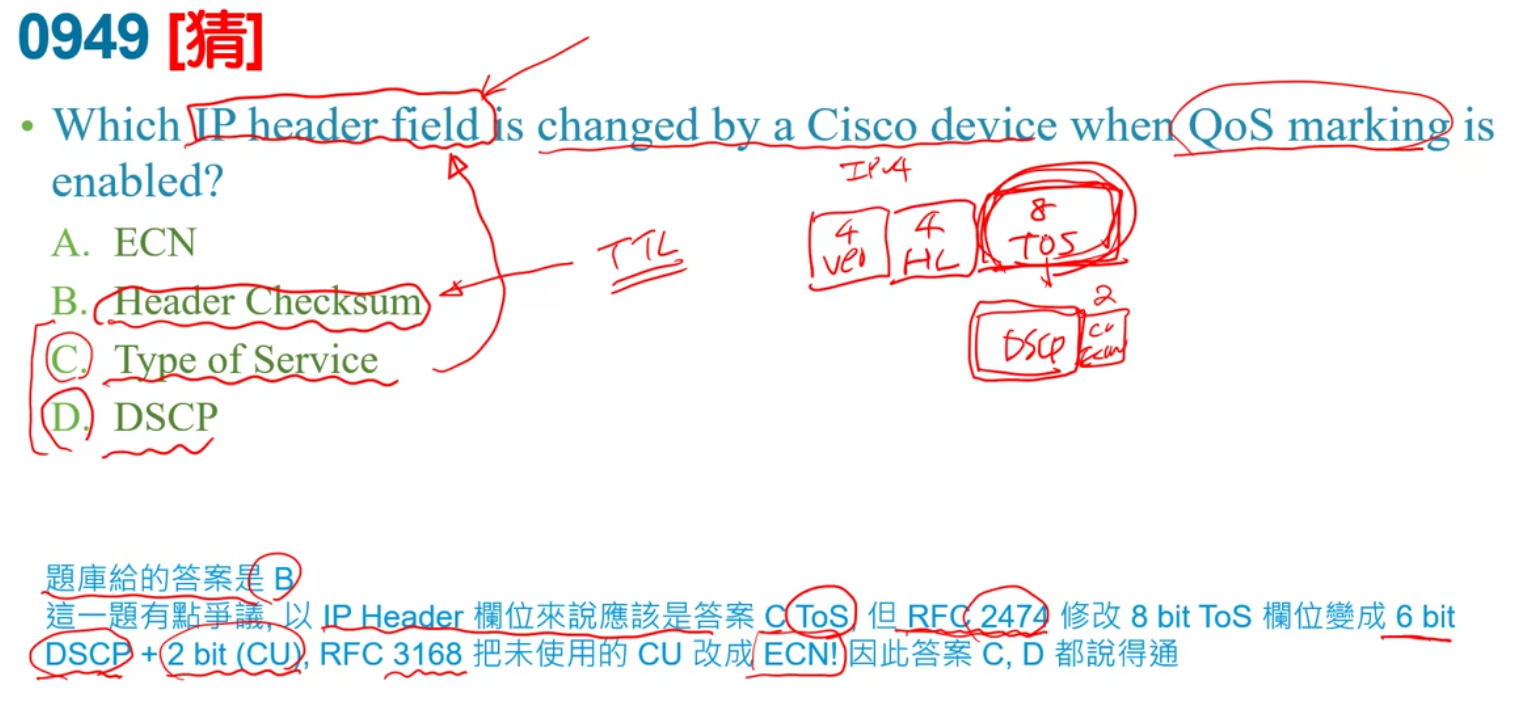 0949 [猜]
• Which IP header field is changed by a Cisco device when QoS marking is
enabled?
IPv4
A. ECN
TTL
4 Ver
4 HL
8 TOS
B. Header Checksum
2
C. Type of Service
DSCP
CU
D. DSCP
題庫給的答案是 B
這一題有點爭議, 以 IP Header 欄位來說應該是答案 C ToS, 但 RFC 2474 修改 8 bit ToS 欄位變成 6 bit
DSCP + 2 bit (CU), RFC 3168 把未使用的 CU 改成 ECN! 因此答案 C, D 都說得通